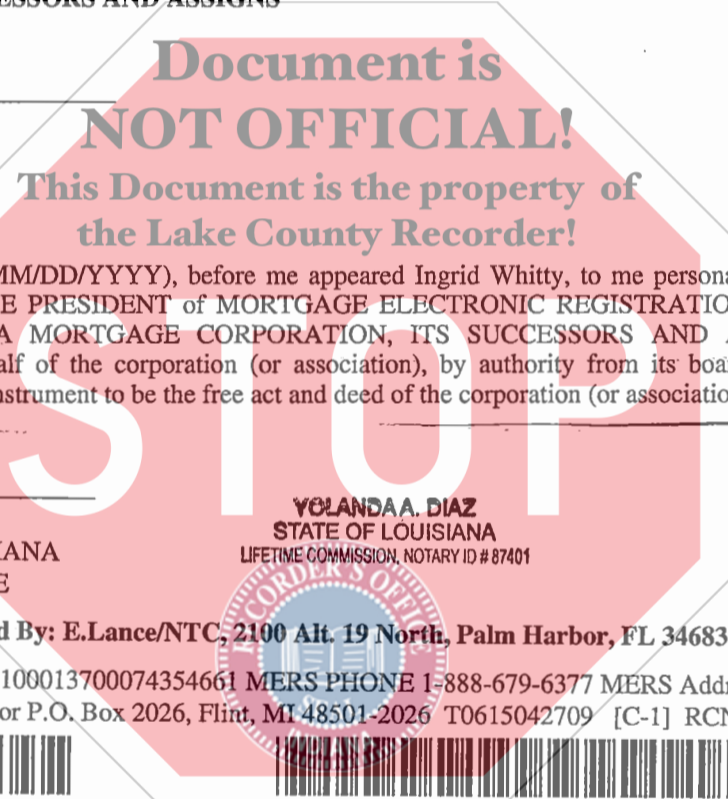 ESSORS AND ASSIGNS
Document is
NOT OFFICIAL!
This Document is the property of
the Lake County Recorder!
MM/DD/YYYY), before me appeared Ingrid Whitty, to me persona
E PRESIDENT of MORTGAGE ELECTRONIC REGISTRATIO
A MORTGAGE CORPORATION, ITS SUCCESSORS AND
alf of the corporation (or association), by authority from its boa
nstrument to be the free act and deed of the corporation (or associatio
STOP
YOLANDA A. DIAZ
STATE OF LOUISIANA
IANA
LIFETIME COMMISSION, NOTARY ID # 87401
E
RECORDER'S OFFICE
d By: E.Lance/NTC, 2100 Alt. 19 North, Palm Harbor, FL 34683
100013700074354661 MERS PHONE 1-888-679-6377 MERS Addr
or P.O. Box 2026, Flint, MI 48501-2026 T0615042709 [C-1] RCN
INDIANA